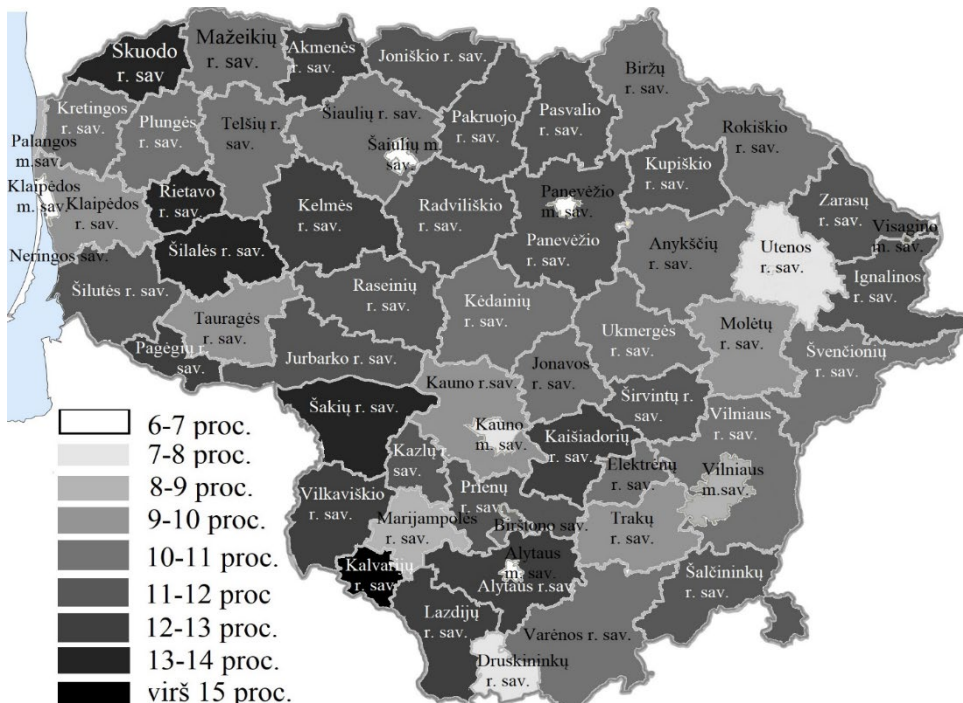 Skuodo
r. sav
Mažeikių
r. sav.
Akmenės
r. sav.
Joniškio r. sav.
Biržų
r. sav.
Kretingos
r. sav.
Plungės
r. sav.
Telšių r.
sav.
Šiaulių r. sav.
Šaiulių m.
sav.
Pakruojo
r. sav.
Pasvalio
r. sav.
Rokiškio
r. sav.
Palangos
m.sav.
Klaipėdos
m. sav.
Klaipėdos
r. sav.
Rietavo
r. sav.
Kelmės
r. sav.
Radviliškio
r. sav.
Panevėžio
m. sav.
Panevėžio
r. sav.
Kupiškio
r. sav.
Zarasų
r. sav.
Visagino
m. sav.
Neringos sav.
Šilalės r. sav.
Anykščių
r. sav.
Utenos
r. sav.
Ignalinos
r. sav.
Šilutės r. sav.
Tauragės
r. sav.
Raseinių
r. sav.
Kėdainių
r. sav.
Ukmergės
r. sav.
Molėtų
r. sav.
Švenčionių
r. sav.
Pagėgių r.
sav.
Jurbarko r. sav.
Jonavos
r. sav.
Kauno r.sav.
Širvintų r.
sav.
Šakių r. sav.
Kauno
m. sav.
Kaišiadorių
r. sav.
Vilniaus
r. sav.
Kazlų r.
sav.
Elektrėnų
r. sav.
Vilniaus
m.sav.
Vilkaviškio
r. sav.
Prienų
r. sav.
Marijampolės
r. sav.
Birštono sav.
Trakų
r. sav.
Kalvarijų
r. sav.
Alytaus
m. sav.
Alytaus r.sav.
Šalčininkų
r. sav.
Lazdijų
r. sav.
Varėnos r. sav.
Druskininkų
r. sav.
6-7 proc.
7-8 proc.
8-9 proc.
9-10 proc.
10-11 proc.
11-12 proc.
12-13 proc.
13-14 proc.
virš 15 proc.